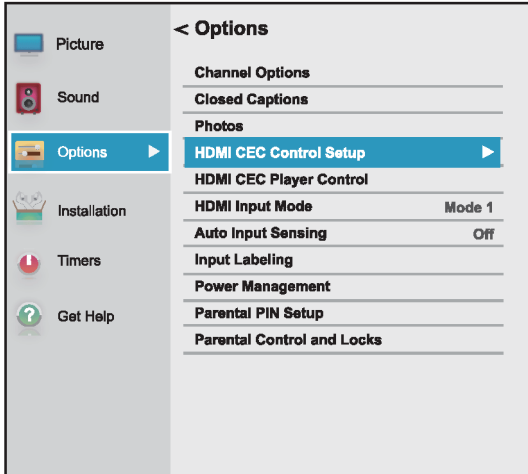 Picture
Sound
Options
Installation
Timers
Get Help
< Options
Channel Options
Closed Captions
Photos
HDMI CEC Control Setup
HDMI CEC Player Control
HDMI Input Mode Mode 1
Auto Input Sensing Off
Input Labeling
Power Management
Parental PIN Setup
Parental Control and Locks